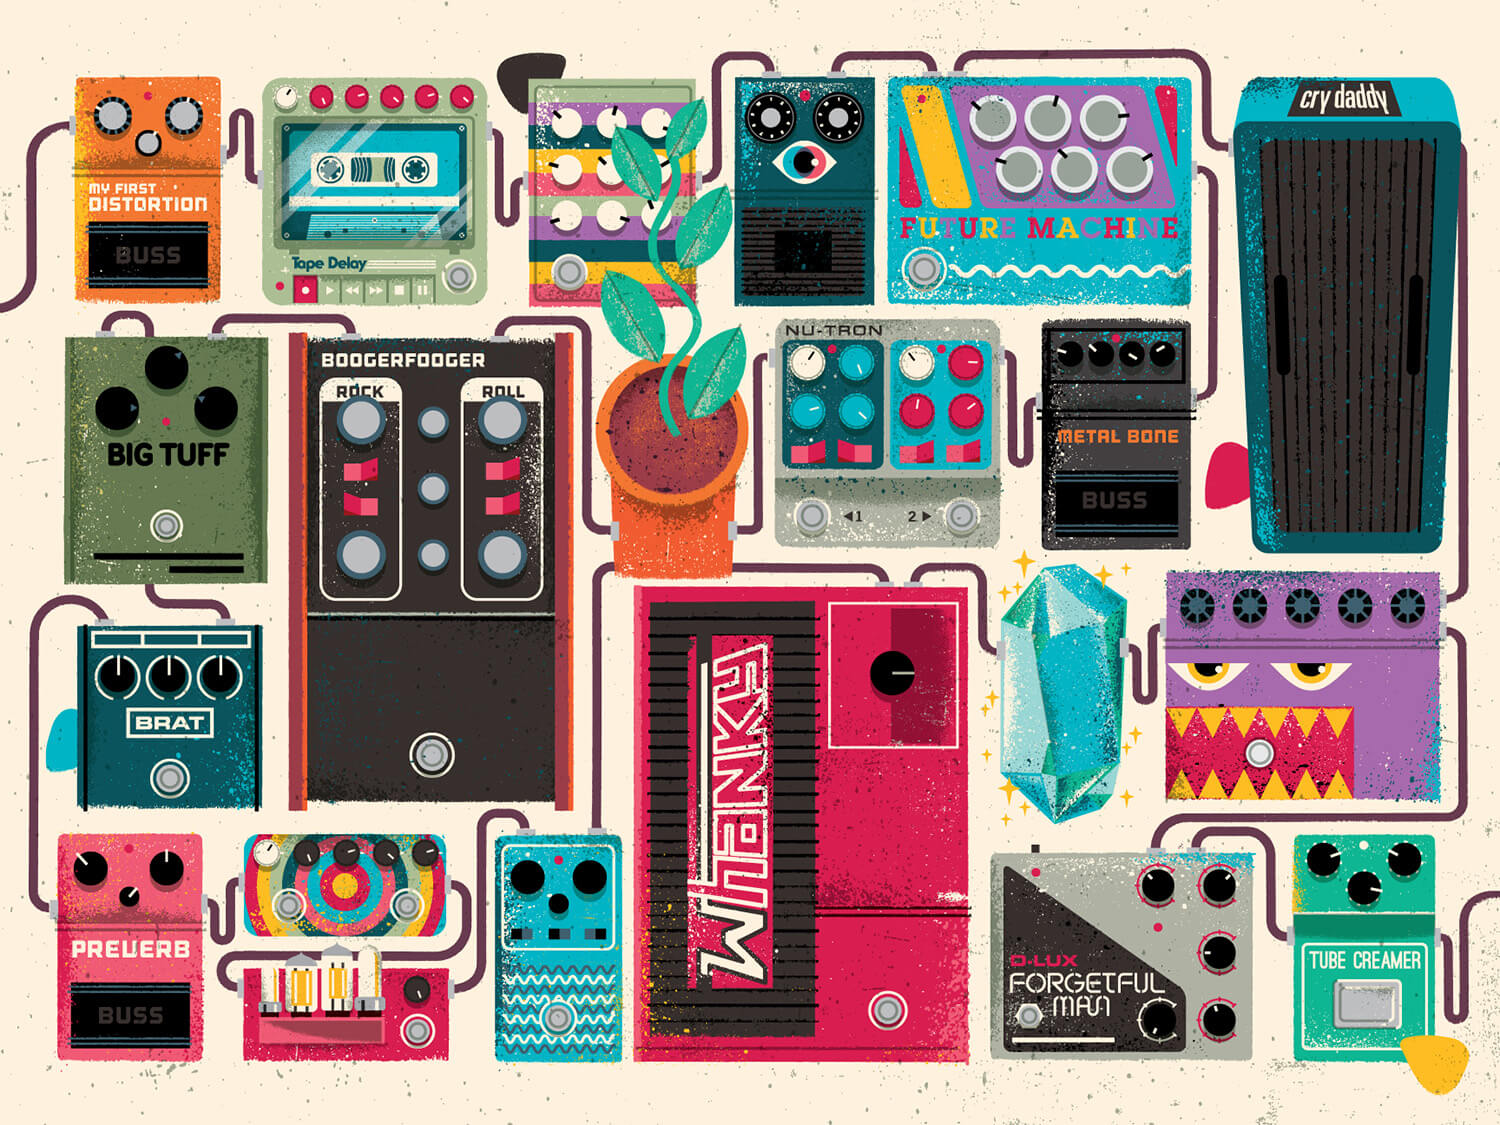 cry daddy
MY FIRST
DISTORTION
BUSS
Tape Delay
FUTURE MACHINE
NU-TRON
1
2
BOOGERFOOGER
ROCK
ROLL
BIG TUFF
METAL BONE
BUSS
BRAT
WHANKY
PREVERB
BUSS
D-LUX
FORGETFUL
MAN
TUBE CREAMER